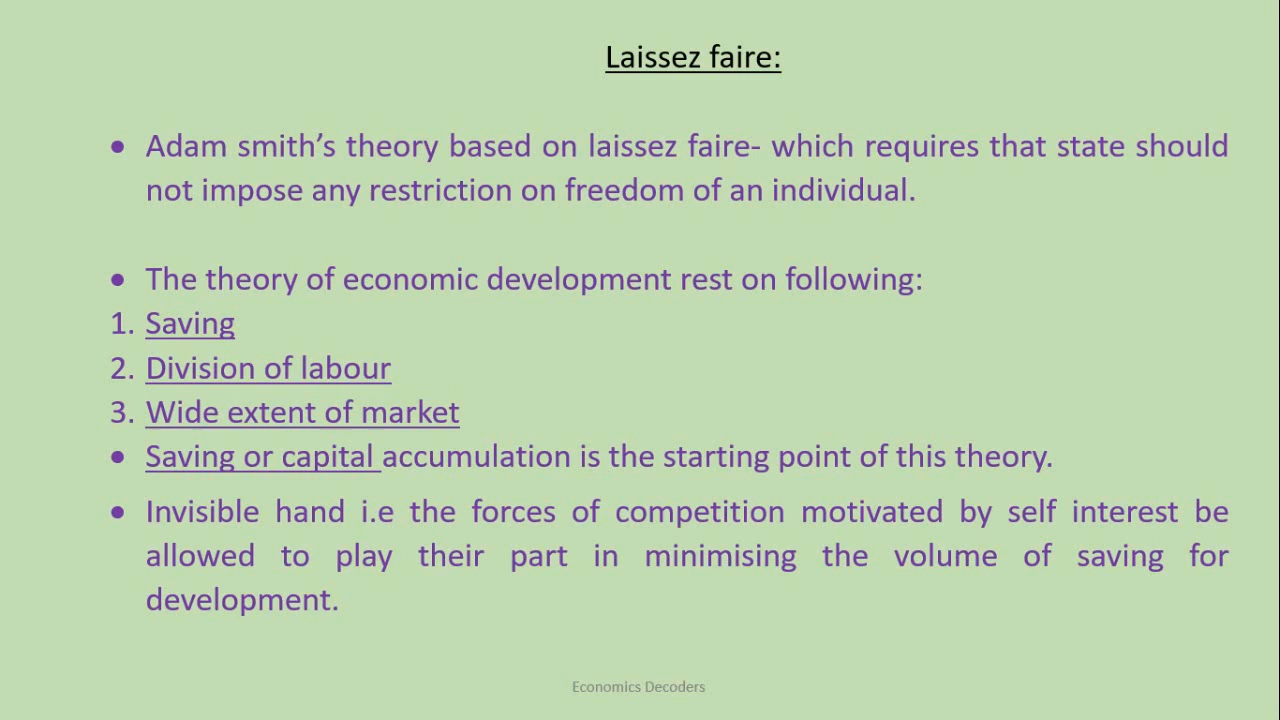 Laissez faire:
• Adam smith’s theory based on laissez faire- which requires that state should
not impose any restriction on freedom of an individual.
• The theory of economic development rest on following:
1. Saving
2. Division of labour
3. Wide extent of market
• Saving or capital accumulation is the starting point of this theory.
• Invisible hand i.e the forces of competition motivated by self interest be
allowed to play their part in minimising the volume of saving for
development.
Economics Decoders